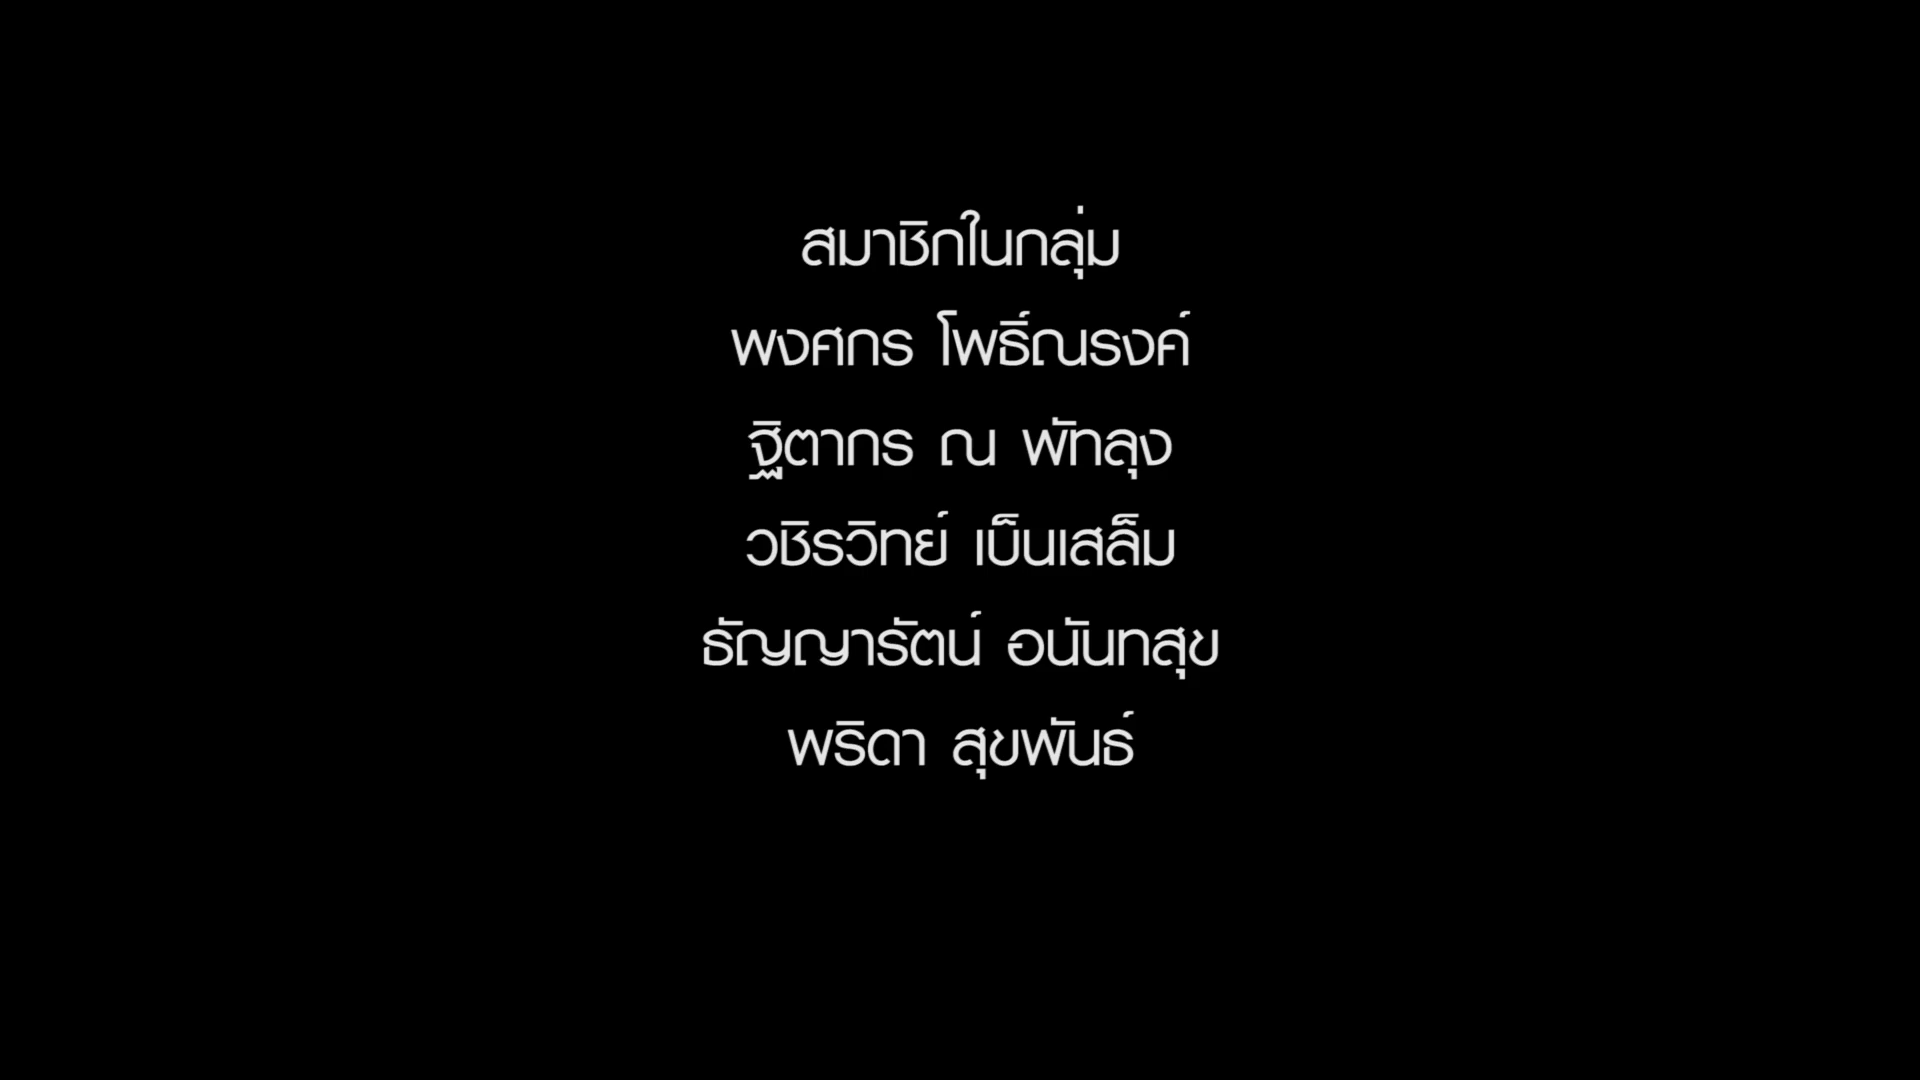 สมาชิกในกลุ่ม
พงศกร โพธิ์ณรงค์
ฐิตากร ณ พัทลุง
วชิรวิทย์ เบ็นเสล็ม
ธัญญารัตน์ อนันทสุข
พริดา สุขพันธ์